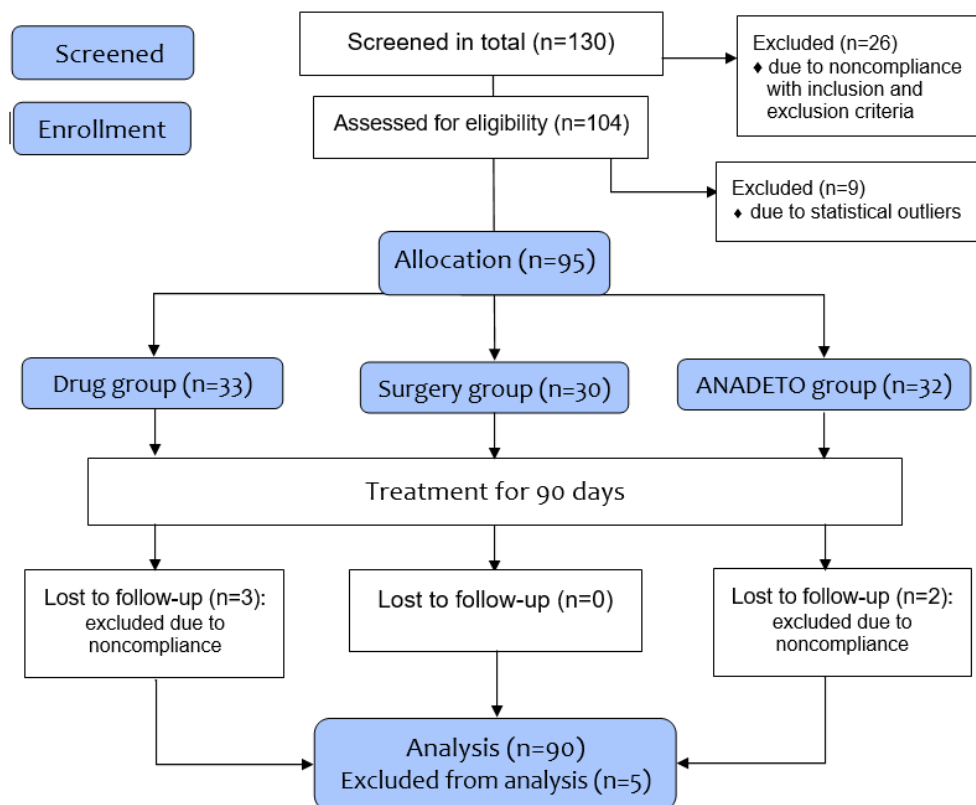 Screened
Screened in total (n=130)
Excluded (n=26)
♦ due to noncompliance
with inclusion and
exclusion criteria
Enrollment
Assessed for eligibility (n=104)
Excluded (n=9)
♦ due to statistical outliers
Allocation (n=95)
Drug group (n=33)
Surgery group (n=30)
ANADETO group (n=32)
Treatment for 90 days
Lost to follow-up (n=3):
excluded due to
noncompliance
Lost to follow-up (n=0)
Lost to follow-up (n=2):
excluded due to
noncompliance
Analysis (n=90)
Excluded from analysis (n=5)